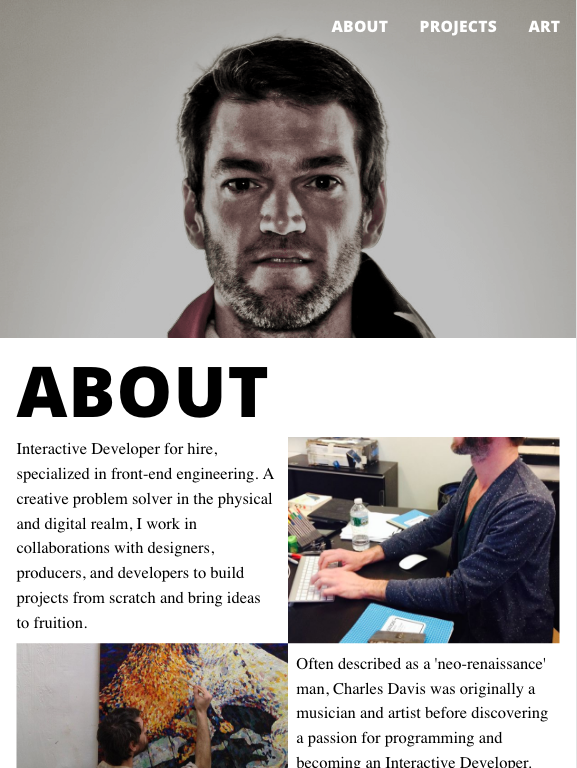 ABOUT PROJECTS ART
ABOUT
Interactive Developer for hire,
specialized in front-end engineering. A
creative problem solver in the physical
and digital realm, I work in
collaborations with designers,
producers, and developers to build
projects from scratch and bring ideas
to fruition.
Often described as a 'neo-renaissance'
man, Charles Davis was originally a
musician and artist before discovering
a passion for programming and
becoming an Interactive Developer.